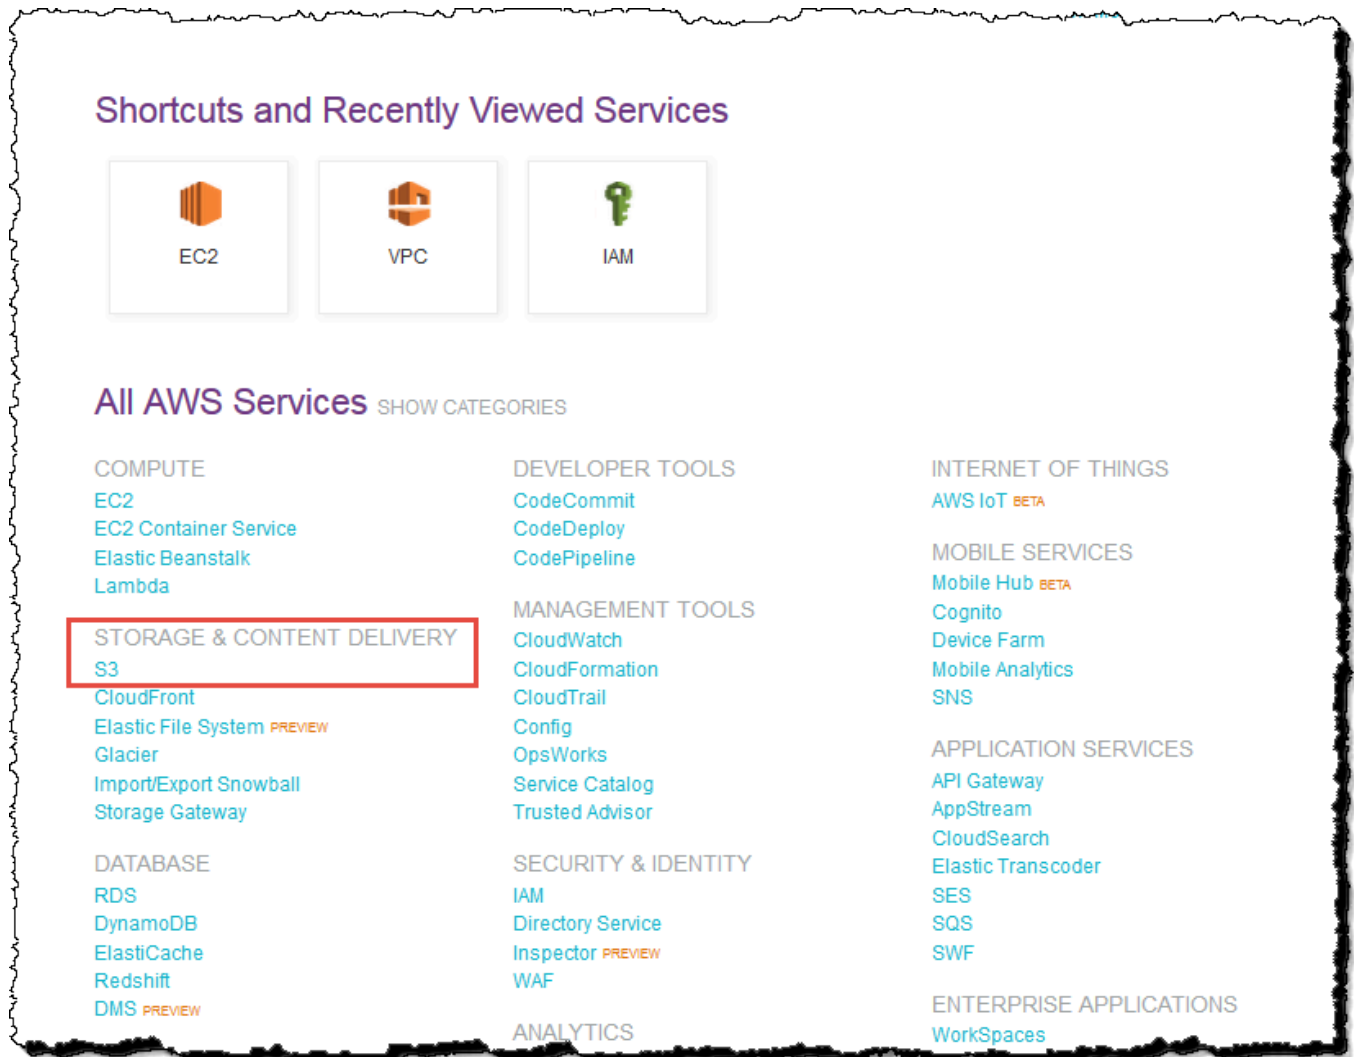 Shortcuts and Recently Viewed Services
EC2
VPC
IAM
All AWS Services SHOW CATEGORIES
COMPUTE
EC2
EC2 Container Service
Elastic Beanstalk
Lambda
STORAGE & CONTENT DELIVERY
S3
CloudFront
Elastic File System PREVIEW
Glacier
Import/Export Snowball
Storage Gateway
DATABASE
RDS
DynamoDB
ElastiCache
Redshift
DMS PREVIEW
DEVELOPER TOOLS
CodeCommit
CodeDeploy
CodePipeline
MANAGEMENT TOOLS
CloudWatch
CloudFormation
CloudTrail
Config
OpsWorks
Service Catalog
Trusted Advisor
SECURITY & IDENTITY
IAM
Directory Service
Inspector PREVIEW
WAF
ANALYTICS
INTERNET OF THINGS
AWS IoT BETA
MOBILE SERVICES
Mobile Hub BETA
Cognito
Device Farm
Mobile Analytics
SNS
APPLICATION SERVICES
API Gateway
AppStream
CloudSearch
Elastic Transcoder
SES
SQS
SWF
ENTERPRISE APPLICATIONS
WorkSpaces